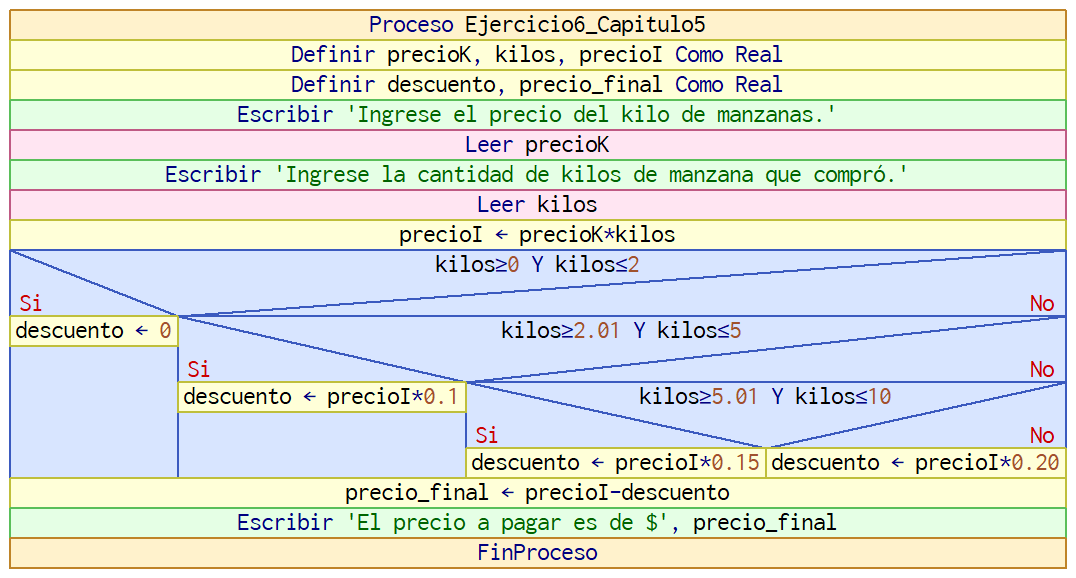 Proceso Ejercicio6_Capitulo5
Definir precioK, kilos, precioI Como Real
Definir descuento, precio_final Como Real
Escribir 'Ingrese el precio del kilo de manzanas.'
Leer precioK
Escribir 'Ingrese la cantidad de kilos de manzana que compró.'
Leer kilos
precioI ← precioK*kilos
kilos≥0 Y kilos≤2
Si No
descuento ← 0
kilos≥2.01 Y kilos≤5
Si No
descuento ← precioI*0.1
kilos≥5.01 Y kilos≤10
Si No
descuento ← precioI*0.15 descuento ← precioI*0.20
precio_final ← precioI-descuento
Escribir 'El precio a pagar es de $', precio_final
FinProceso